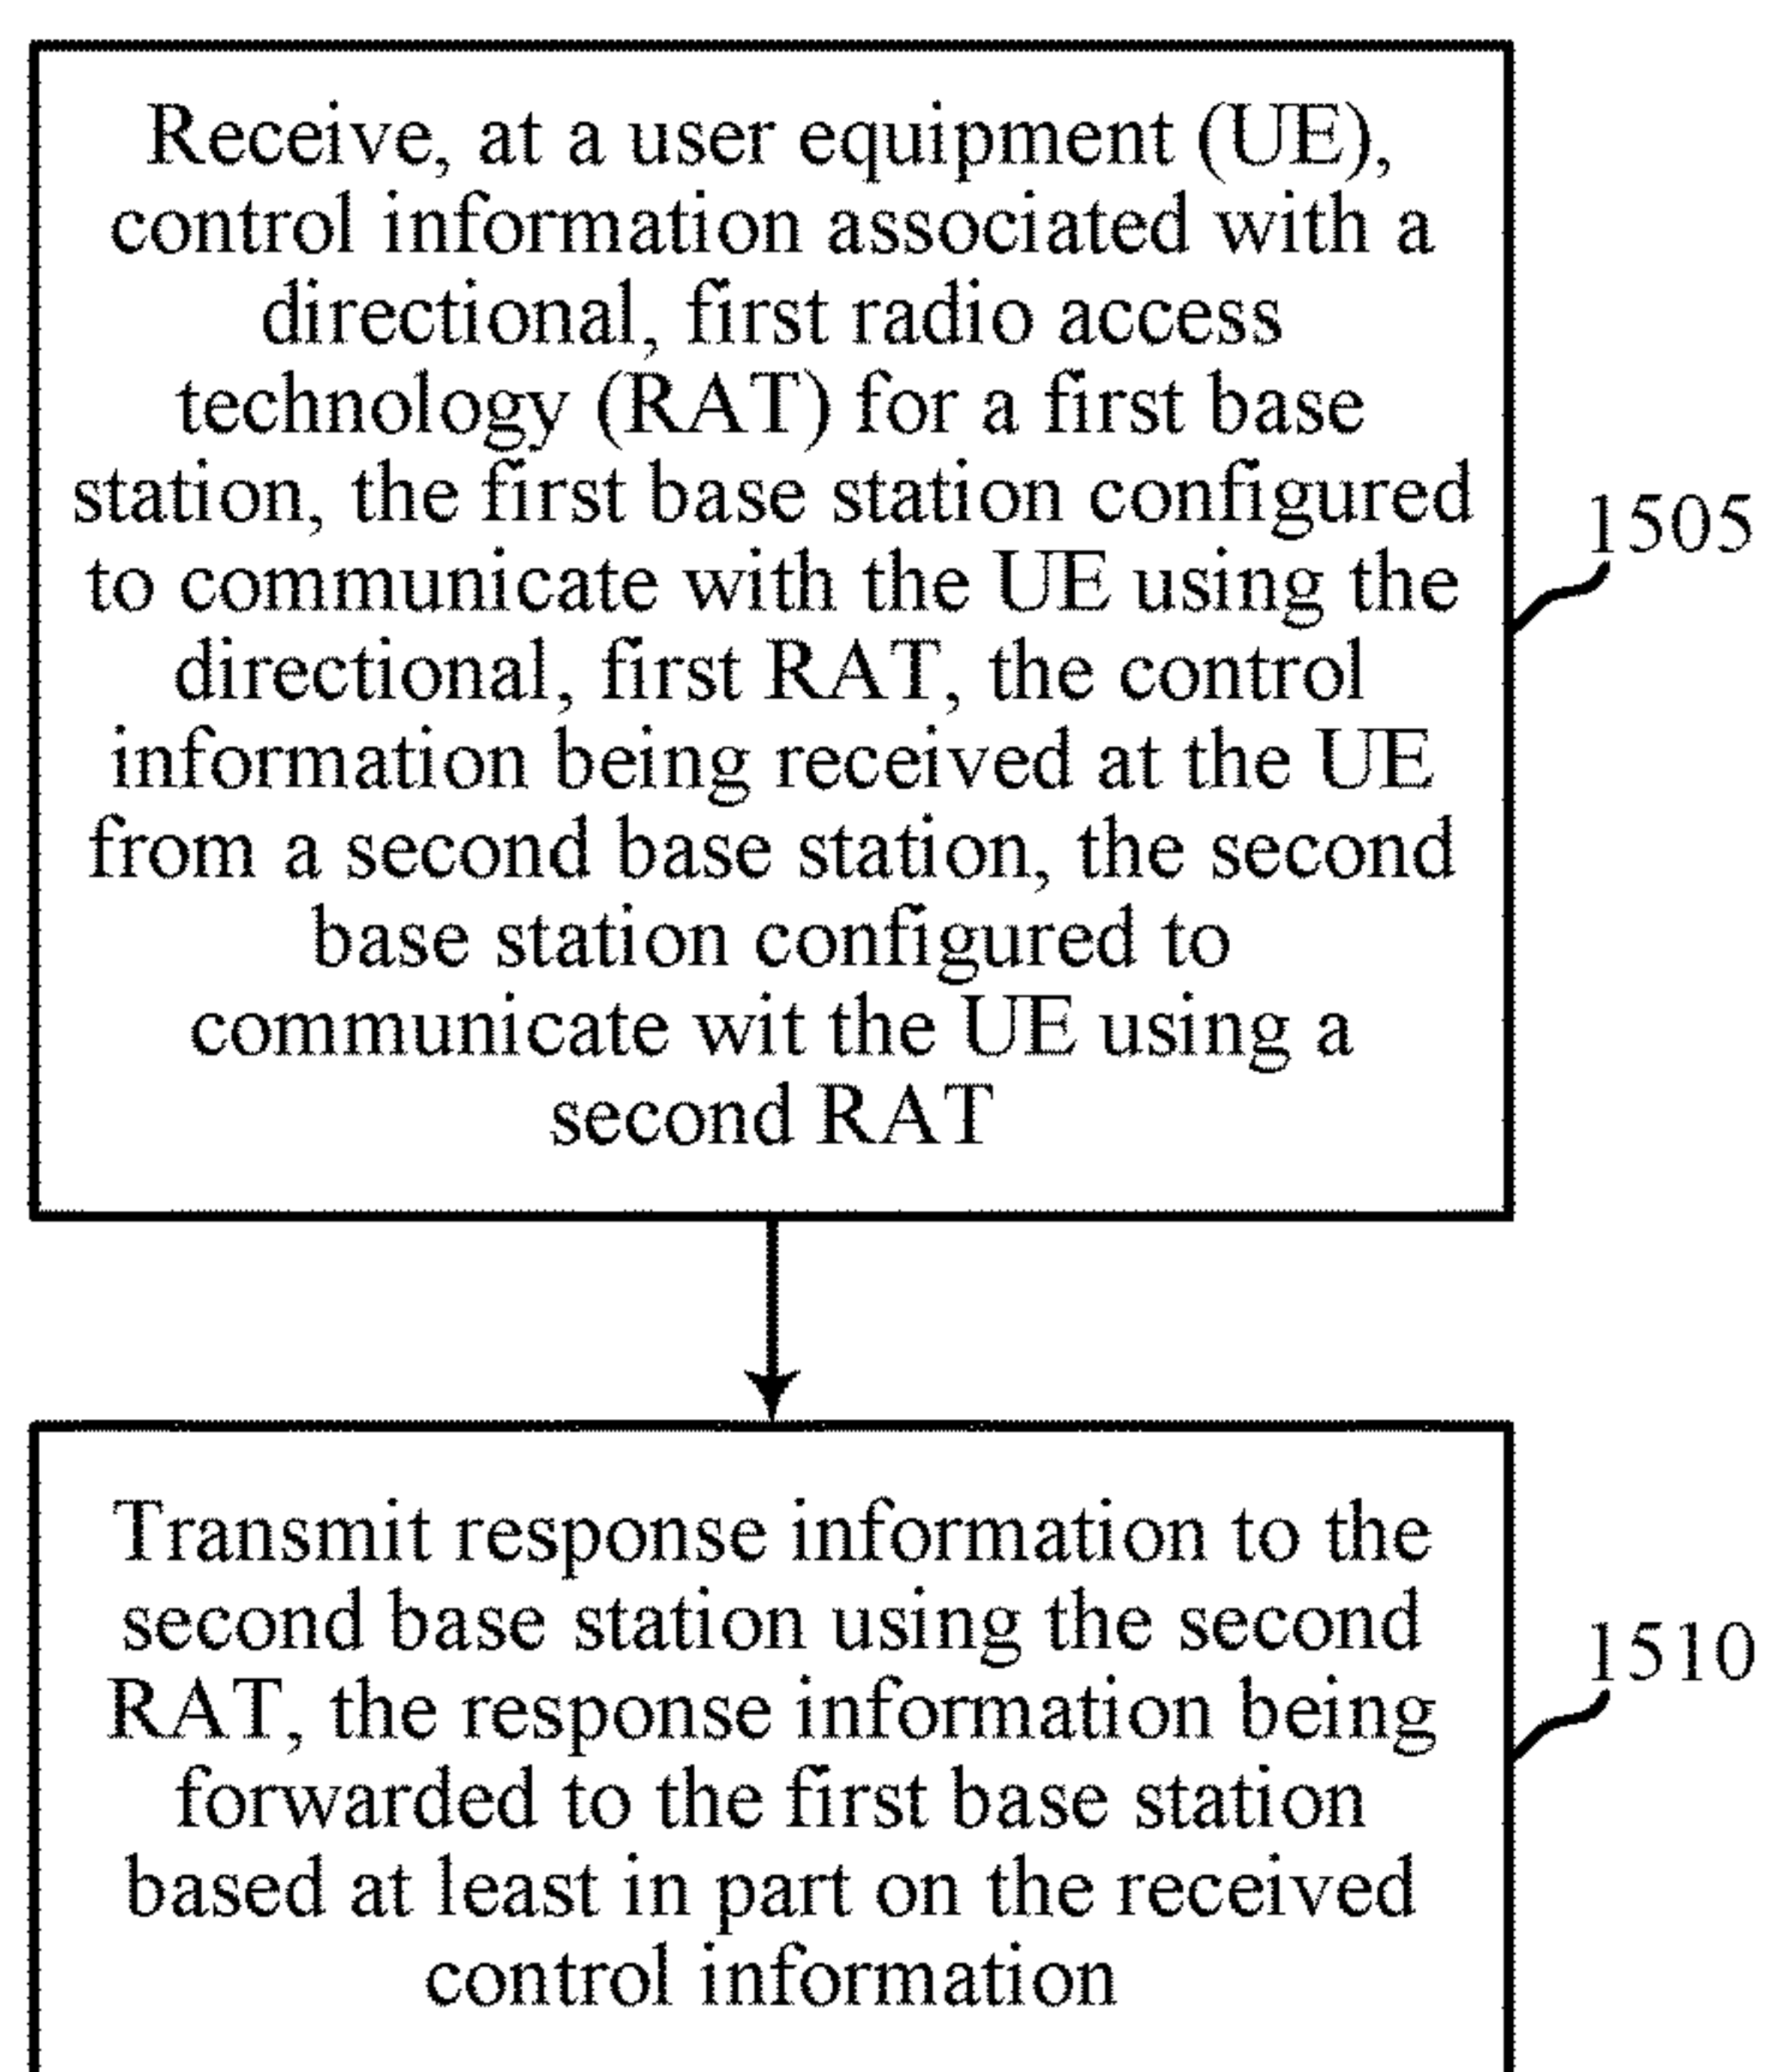 Receive, at a user equipment (UE),
control information associated with a
directional, first radio access
technology (RAT) for a first base
station, the first base station configured
to communicate with the UE using the
directional, first RAT, the control
information being received at the UE
from a second base station, the second
base station configured to
communicate wit the UE using a
second RAT
1505
Transmit response information to the
second base station using the second
RAT, the response information being
forwarded to the first base station
based at least in part on the received
control information
1510